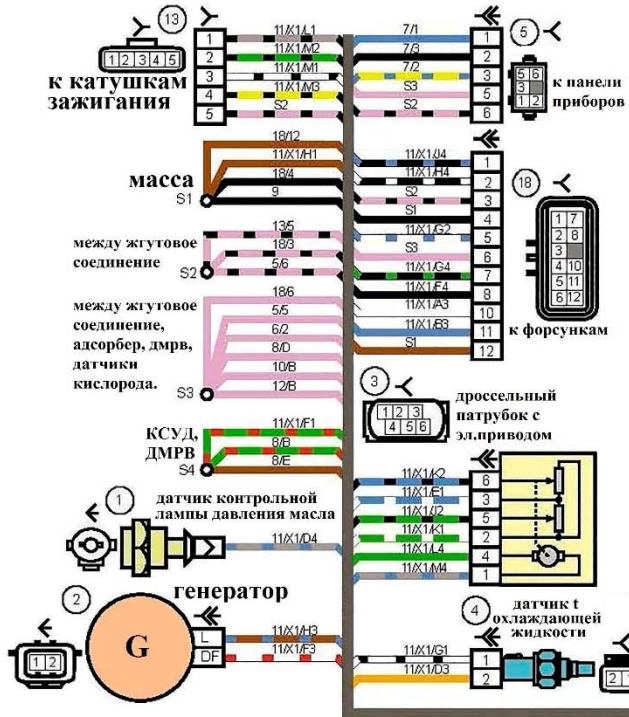 13
1 2 3 4 5
к катушкам
зажигания
1 11/X1/L1
2 11/X1/M2
3 11/X1/M1
4 11/X1/M3
5 S2
7/1 1
7/3 2
7/2 3
S3 5
S2 6
5
5 6
3
1 2
к панели
приборов
масса
S1
18/12
11/X1/H1
18/4
9
11/X1/J4 1
11/X1/H4 2
S2 3
S1 4
11/X1/G2 5
S3 6
11/X1/G4 7
11/X1/F4 8
11/X1/A3 10
11/X1/B3 11
S1 12
18
1 7
2 8
3
4 10
5 11
6 12
к форсункам
между жгутовое
соединение
S2
13/5
18/3
5/6
между жгутовое
соединение,
адсорбер, дмрв,
датчики
кислорода.
S3
18/6
5/5
6/2
8/D
10/B
12/B
3
1 2 3
4 5 6
дроссельный
патрубок с
эл.приводом
КСУД,
ДМРВ
S4
11/X1/F1
8/B
8/E
11/X1/K2 6
11/X1/E1 3
11/X1/J2 5
11/X1/K1 2
11/X1/L4 4
11/X1/M4 1
1
датчик контрольной
лампы давления масла
11/X1/D4
2
генератор
1 2
G
L 11/X1/H3
DF 11/X1/F3
4
датчик t
охлаждающей
жидкости
11/X1/G1 1
11/X1/D3 2
2 1